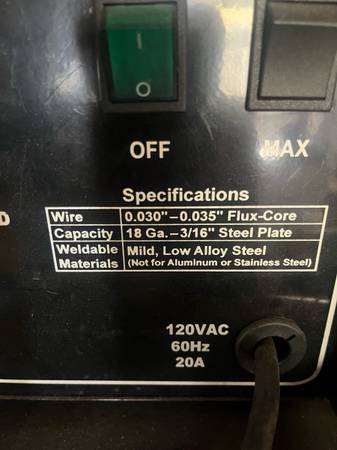 I
O
OFF
MAX
Specifications
D
Wire 0.030"–0.035" Flux-Core
Capacity 18 Ga.–3/16" Steel Plate
Weldable Materials Mild, Low Alloy Steel
(Not for Aluminum or Stainless Steel)
120VAC
60Hz
20A